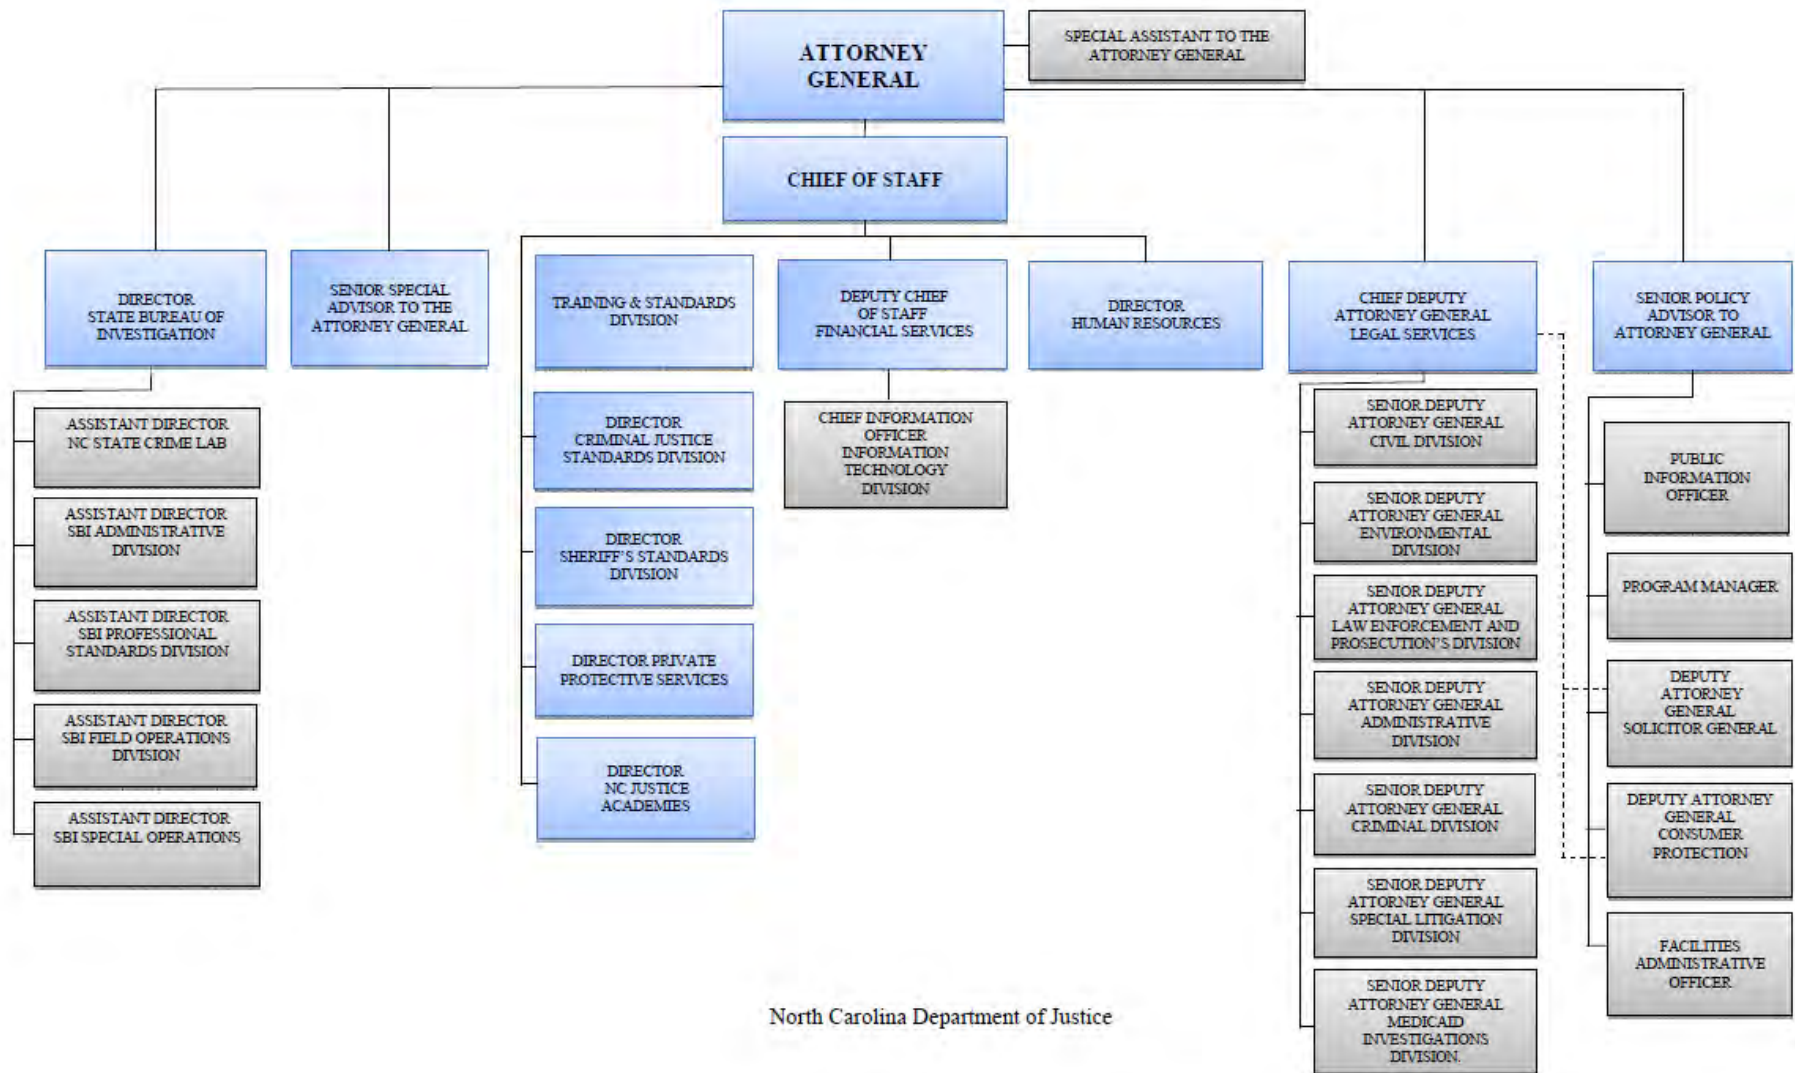 ATTORNEY
GENERAL
SPECIAL ASSISTANT TO THE
ATTORNEY GENERAL
CHIEF OF STAFF
DIRECTOR
STATE BUREAU OF
INVESTIGATION
SENIOR SPECIAL
ADVISOR TO THE
ATTORNEY GENERAL
TRAINING & STANDARDS
DIVISION
DEPUTY CHIEF
OF STAFF
FINANCIAL SERVICES
DIRECTOR
HUMAN RESOURCES
CHIEF DEPUTY
ATTORNEY GENERAL
LEGAL SERVICES
SENIOR POLICY
ADVISOR TO
ATTORNEY GENERAL
ASSISTANT DIRECTOR
NC STATE CRIME LAB
ASSISTANT DIRECTOR
SBI ADMINISTRATIVE
DIVISION
ASSISTANT DIRECTOR
SBI PROFESSIONAL
STANDARDS DIVISION
ASSISTANT DIRECTOR
SBI FIELD OPERATIONS
DIVISION
ASSISTANT DIRECTOR
SBI SPECIAL OPERATIONS
DIRECTOR
CRIMINAL JUSTICE
STANDARDS DIVISION
DIRECTOR
SHERIFF'S STANDARDS
DIVISION
DIRECTOR PRIVATE
PROTECTIVE SERVICES
DIRECTOR
NC JUSTICE
ACADEMIES
CHIEF INFORMATION
OFFICER
INFORMATION
TECHNOLOGY
DIVISION
SENIOR DEPUTY
ATTORNEY GENERAL
CIVIL DIVISION
SENIOR DEPUTY
ATTORNEY GENERAL
ENVIRONMENTAL
DIVISION
SENIOR DEPUTY
ATTORNEY GENERAL
LAW ENFORCEMENT AND
PROSECUTION'S DIVISION
SENIOR DEPUTY
ATTORNEY GENERAL
ADMINISTRATIVE
DIVISION
SENIOR DEPUTY
ATTORNEY GENERAL
CRIMINAL DIVISION
SENIOR DEPUTY
ATTORNEY GENERAL
SPECIAL LITIGATION
DIVISION
SENIOR DEPUTY
ATTORNEY GENERAL
MEDICAID
INVESTIGATIONS
DIVISION.
PUBLIC
INFORMATION
OFFICER
PROGRAM MANAGER
DEPUTY
ATTORNEY
GENERAL
SOLICITOR GENERAL
DEPUTY ATTORNEY
GENERAL
CONSUMER
PROTECTION
FACILITIES
ADMINISTRATIVE
OFFICER
North Carolina Department of Justice